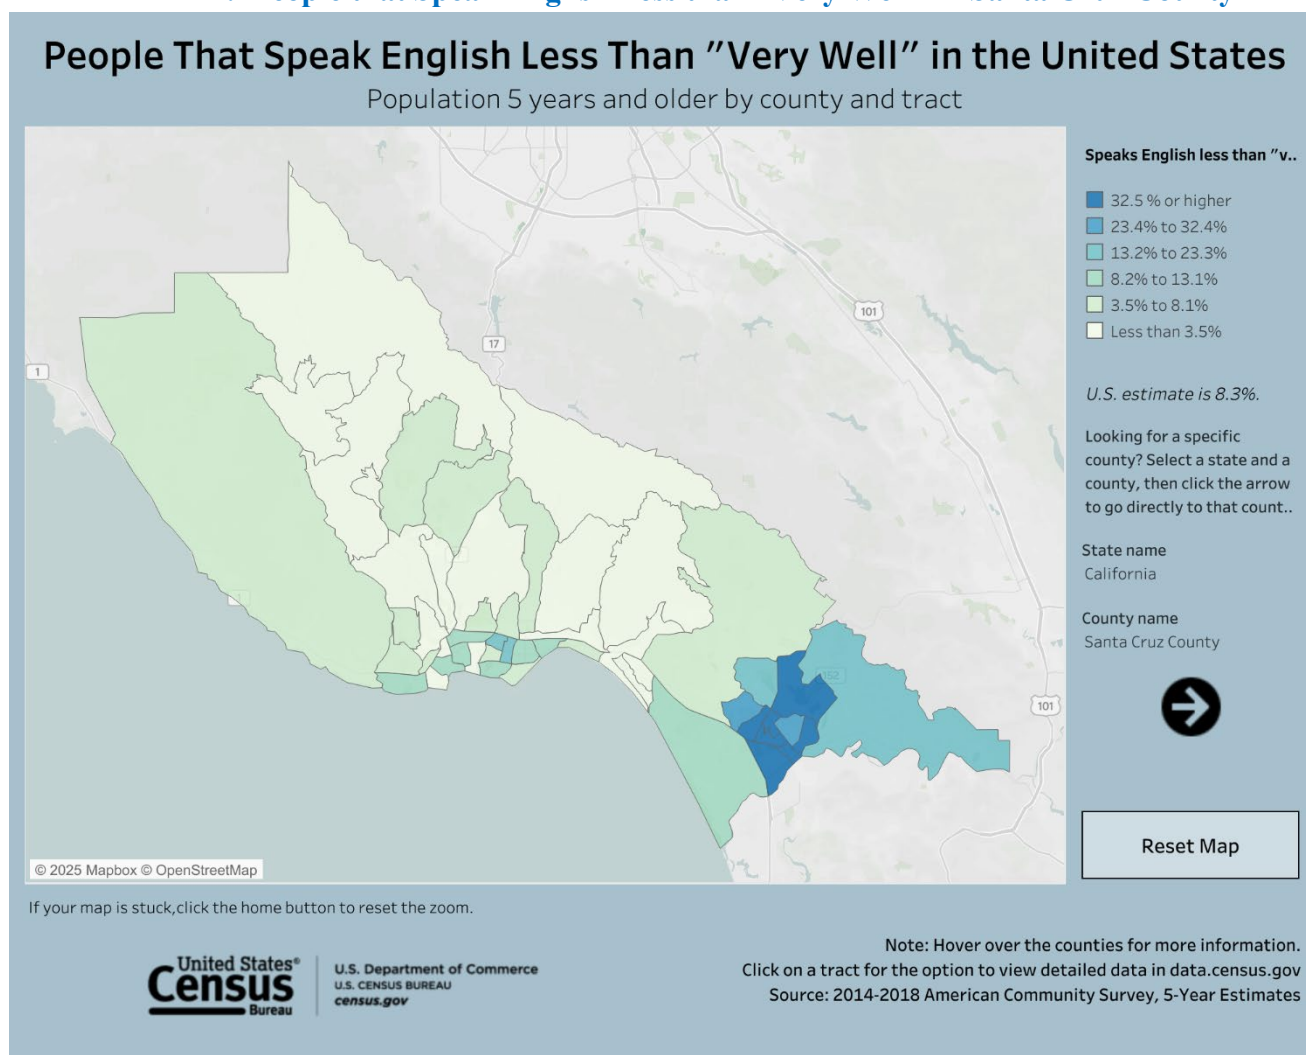 People That Speak English Less Than "Very Well" in the United States
Population 5 years and older by county and tract
Speaks English less than "v..
32.5 % or higher
23.4% to 32.4%
13.2% to 23.3%
8.2% to 13.1%
3.5% to 8.1%
Less than 3.5%
U.S. estimate is 8.3%.
Looking for a specific
county? Select a state and a
county, then click the arrow
to go directly to that count..
State name
California
County name
Santa Cruz County
Reset Map
1
17
101
152
101
1
© 2025 Mapbox © OpenStreetMap
If your map is stuck,click the home button to reset the zoom.
United States®
Census
Bureau
U.S. Department of Commerce
U.S. CENSUS BUREAU
census.gov
Note: Hover over the counties for more information.
Click on a tract for the option to view detailed data in data.census.gov
Source: 2014-2018 American Community Survey, 5-Year Estimates